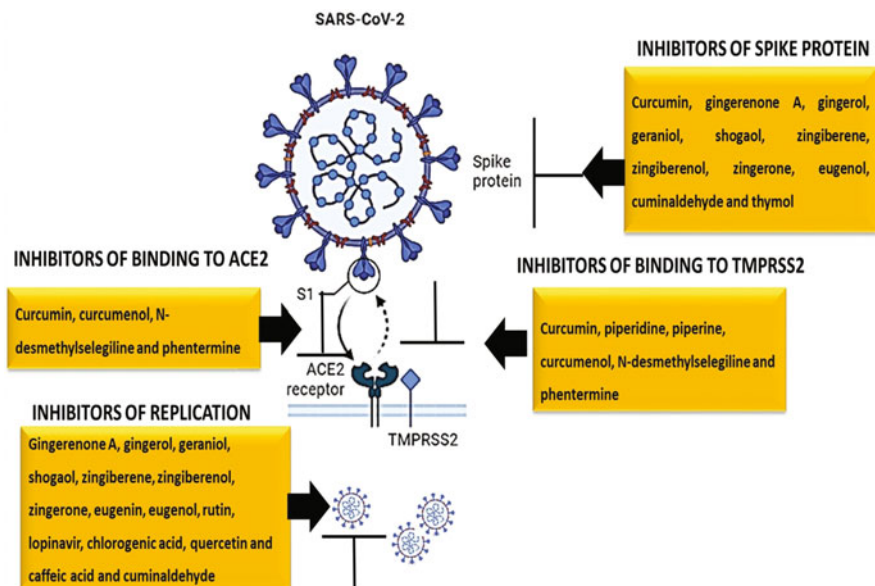 SARS-CoV-2
INHIBITORS OF SPIKE PROTEIN
Curcumin, gingerenone A, gingerol,
geraniol, shogaol, zingiberene,
zingiberenol, zingerone, eugenol,
cuminaldehyde and thymol
Spike
protein
INHIBITORS OF BINDING TO ACE2
Curcumin, curcumenol, N-
desmethylselegiline and phentermine
S1
ACE2
receptor
TMPRSS2
INHIBITORS OF BINDING TO TMPRSS2
Curcumin, piperidine, piperine,
curcumenol, N-desmethylselegiline and
phentermine
INHIBITORS OF REPLICATION
Gingerenone A, gingerol, geraniol,
shogaol, zingiberene, zingiberenol,
zingerone, eugenin, eugenol, rutin,
lopinavir, chlorogenic acid, quercetin and
caffeic acid and cuminaldehyde